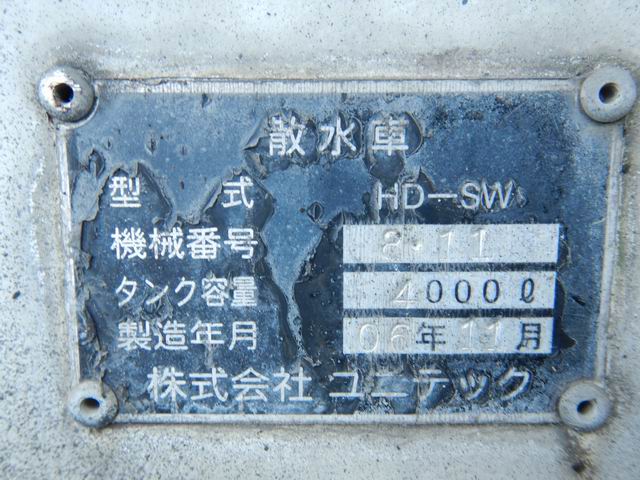 散水車
型式 HD-SW
機械番号 8-11
タンク容量 4000ℓ
製造年月 06年11月
株式会社 ユニテック